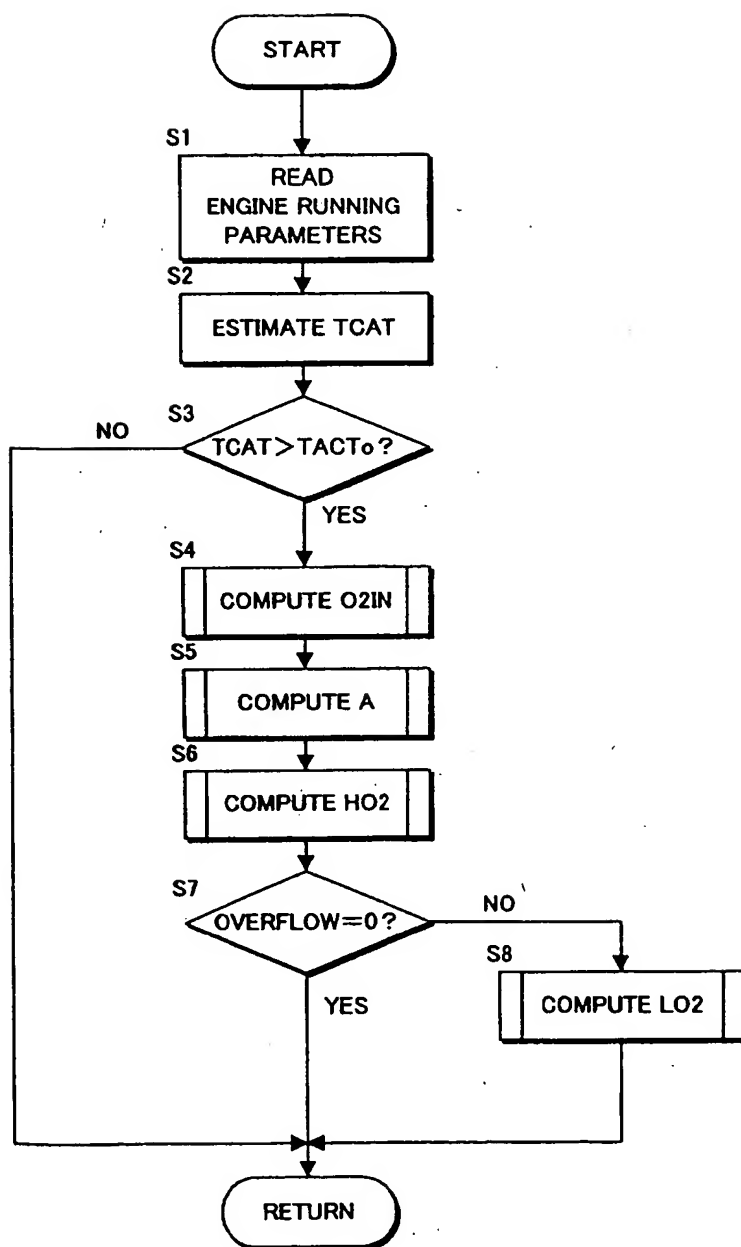 START
S1
READ
ENGINE RUNNING
PARAMETERS
S2
ESTIMATE TCAT
S3
NO
TCAT>TACTo?
YES
S4
COMPUTE O2IN
S5
COMPUTE A
S6
COMPUTE HO2
S7
OVERFLOW=0?
NO
YES
S8
COMPUTE LO2
RETURN